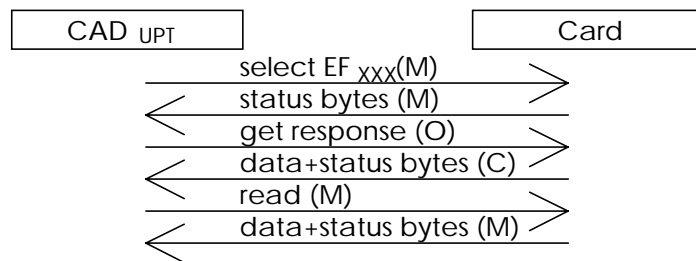 CAD UPT
Card
select EF XXX(M)
status bytes (M)
get response (O)
data+status bytes (C)
read (M)
data+status bytes (M)